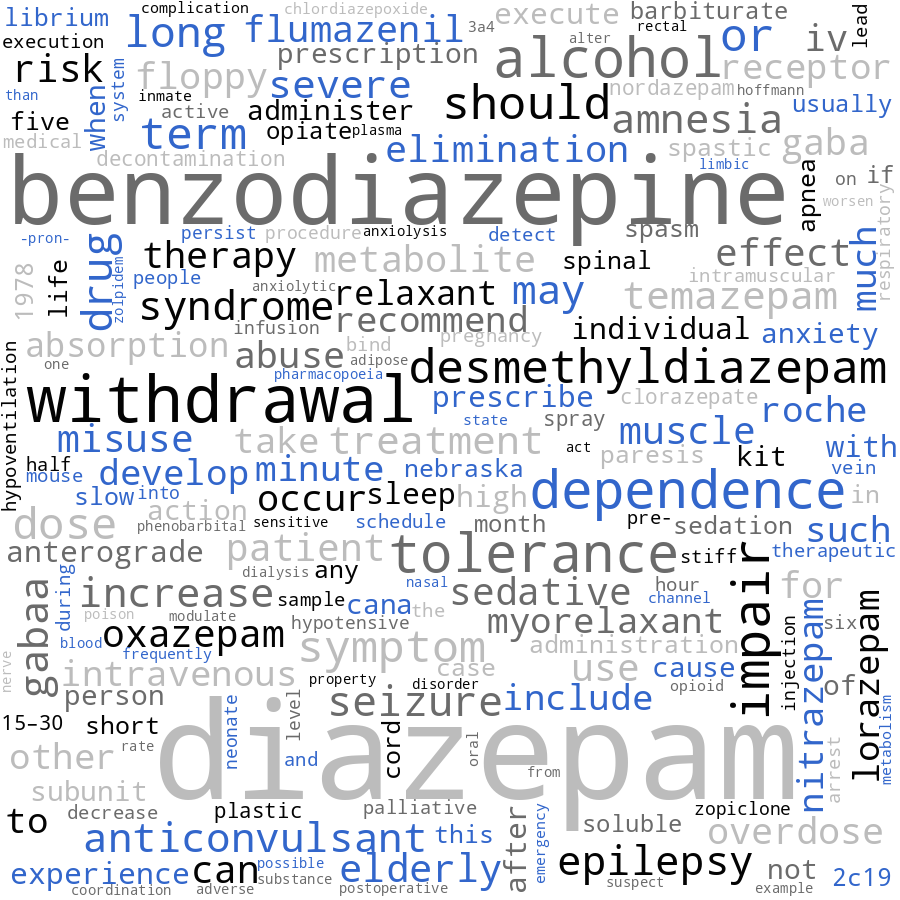 librium
complication
chlordiazepoxide
long
flumazenil
3a4
execute
barbiturate
rectal
or
iv
lead
execution
prescription
alter
alcohol
receptor
risk
than
when
system
floppy
severe
inmate
active
administer
should
nordazepam
hoffmann
usually
amnesia
five
medical
term
opiate
plasma
elimination
spastic
gaba
decontamination
limbic
benzodiazepine
apnea
on
if
worsen
respiratory
-pron-
persist
procedure
anxiolysis
detect
spasm
drug
zolpidem
therapy
metabolite
spinal
effect
much
1978
life
people
anxiolytic
relaxant
may
intramuscular
temazepam
syndrome
infusion
recommend
pregnancy
individual
anxiety
absorption
one
abuse
bind
adipose
pharmacopoeia
desmethyldiazepam
hypoventilation
withdrawal
prescribe
clorazepate
roche
state
spray
muscle
misuse
take
treatment
act
paresis
kit
with
half
mouse
develop
minute
nebraska
vein
slow
into
occur
sleep
high
dependence
in
action
dose
phenobarbital
sensitive
schedule
month
pre-
sedation
such
anterograde
patient
tolerance
stiff
therapeutic
gabaa
during
dialysis
any
nasal
hour
channel
impair
for
increase
sample
cana
the
sedative
poison
modulate
hypotensive
myorelaxant
six
blood
oxazepam
frequently
symptom
administration
injection
nitrazepam
lorazepam
nerve
intravenous
property
case
disorder
use
cause
opioid
of
person
level
seizure
include
metabolism
15–30
short
neonate
cord
diazepam
rate
other
and
oral
from
arrest
subunit
decrease
plastic
palliative
zopiclone
to
anticonvulsant
this
after
emergency
soluble
overdose
experience
can
possible
substance
elderly
epilepsy
not
2c19
coordination
adverse
postoperative
suspect
example